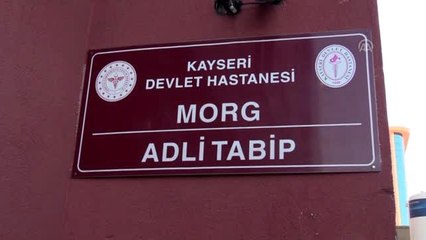 KAYSERİ
DEVLET HASTANESİ
MORG
ADLİ TABİP